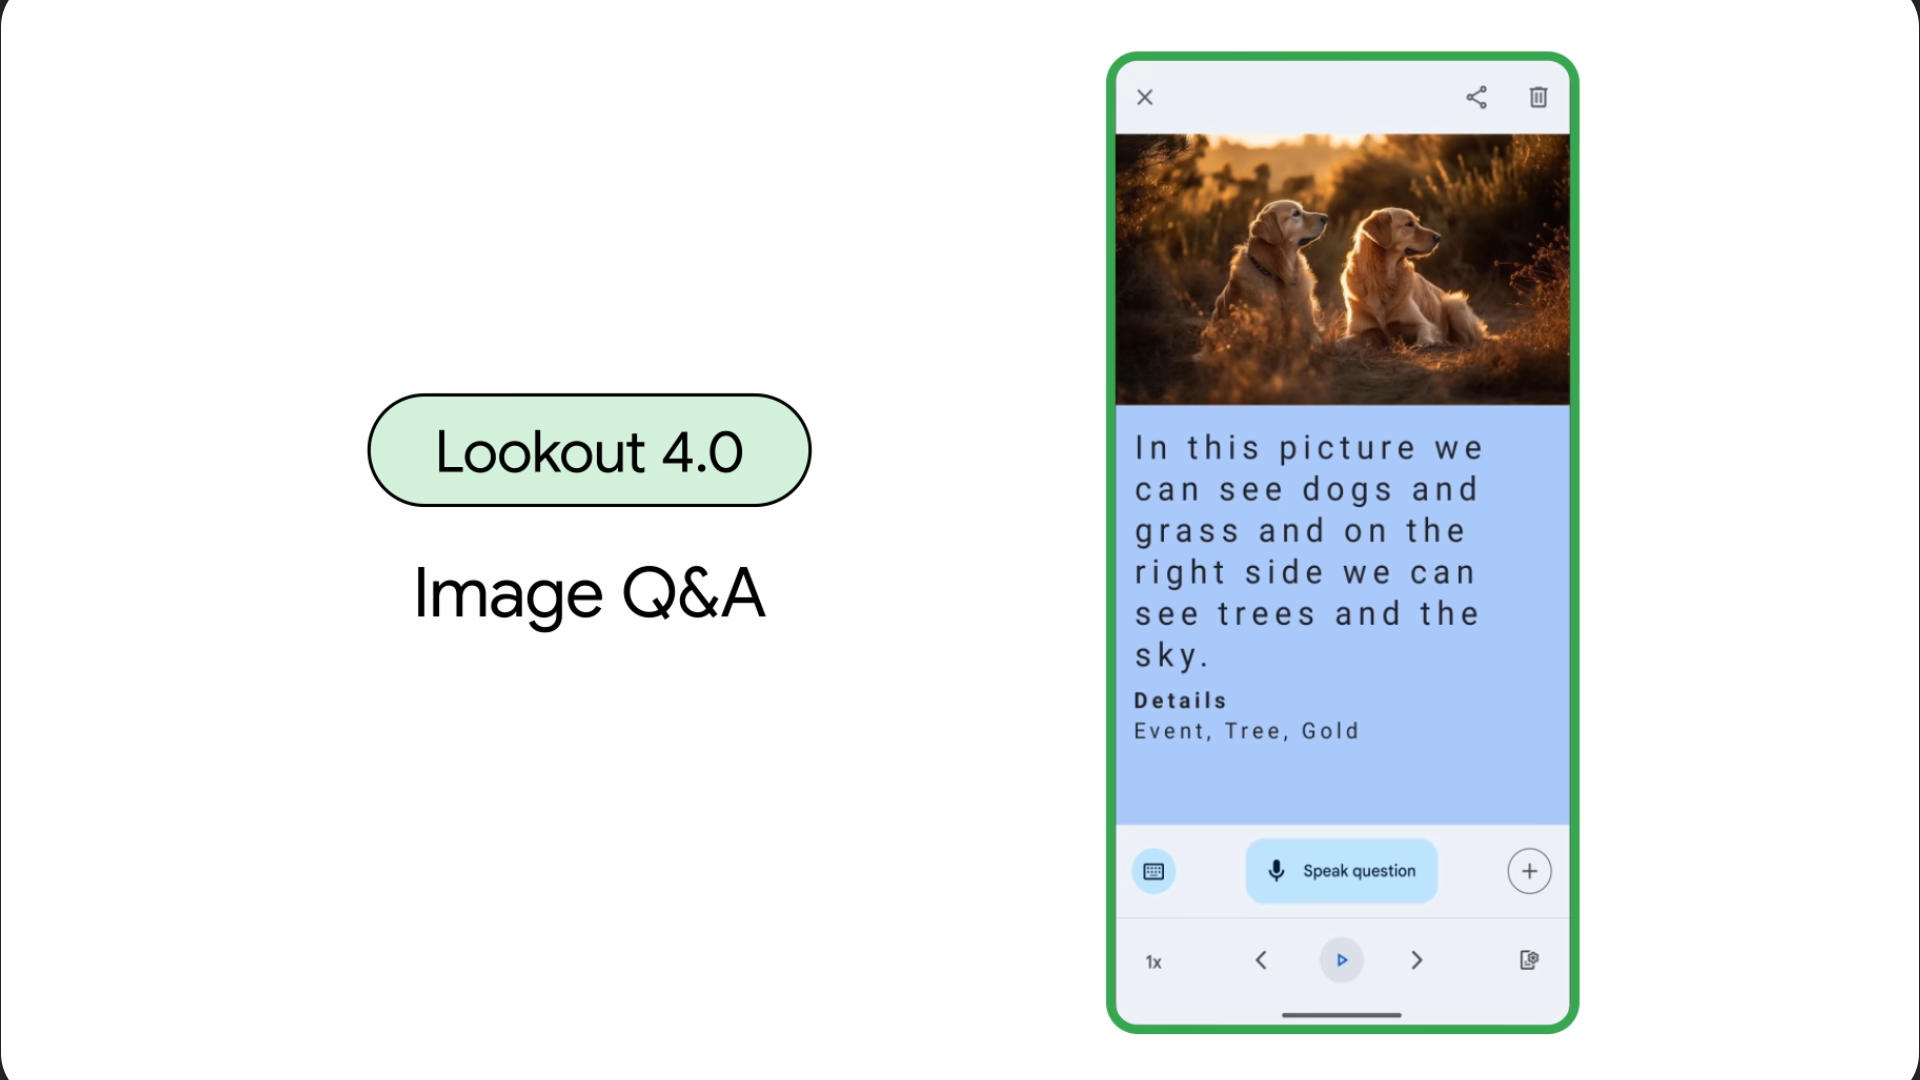 Lookout 4.0
Image Q&A
In this picture we
can see dogs and
grass and on the
right side we can
see trees and the
sky.
Details
Event, Tree, Gold
Speak question
1x